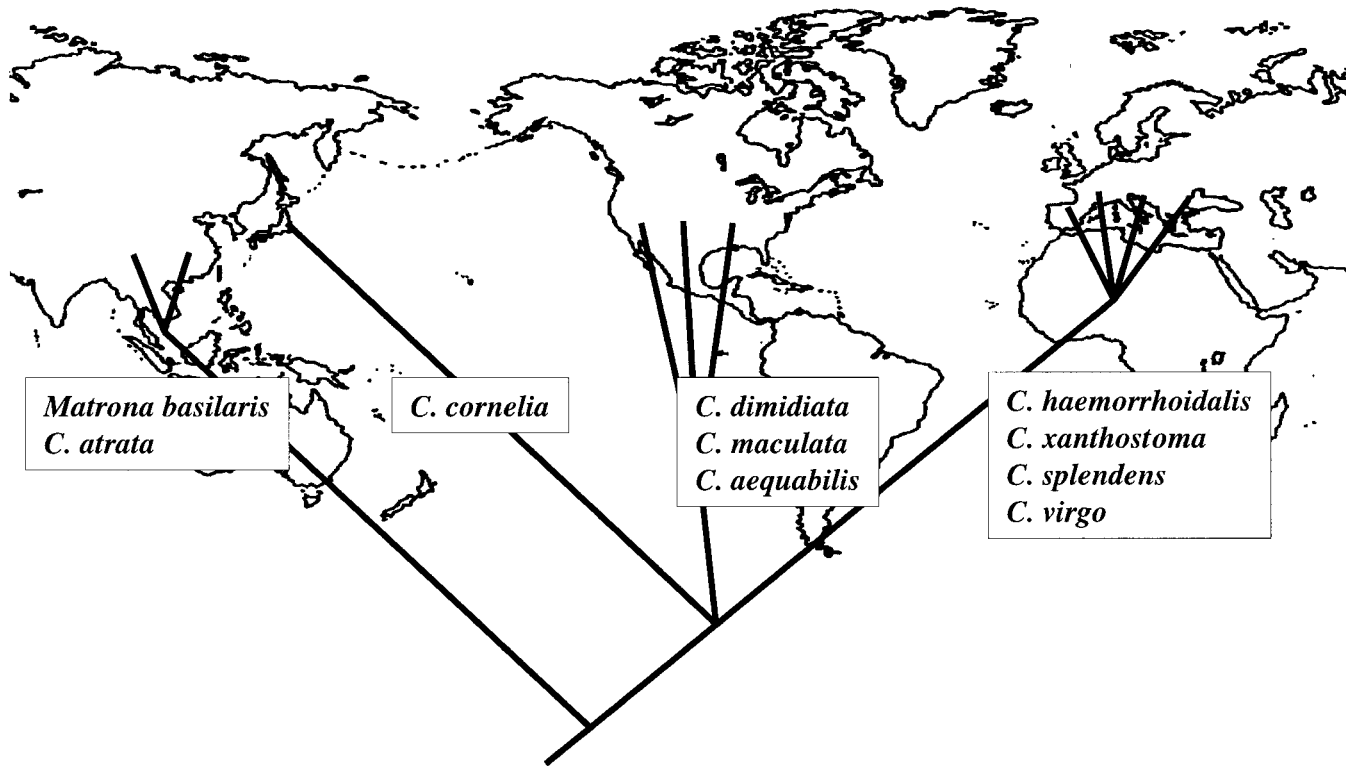 Matrona basilaris
C. atrata
C. cornelia
C. dimidiata
C. maculata
C. aequabilis
C. haemorrhoidalis
C. xanthostoma
C. splendens
C. virgo